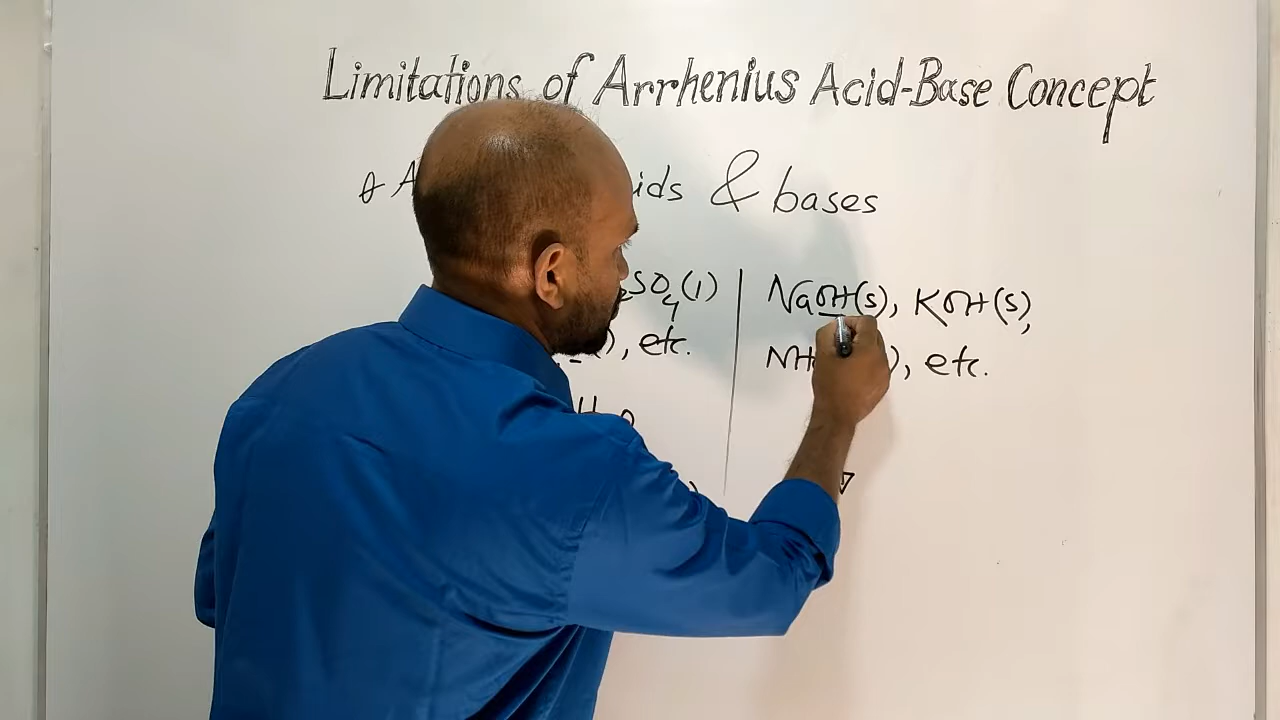 Limitations of Arrhenius Acid-Base Concept
ids & bases
SO4(l)
, etc.
NaOH(s), KOH(s),
NH ), etc.
H O